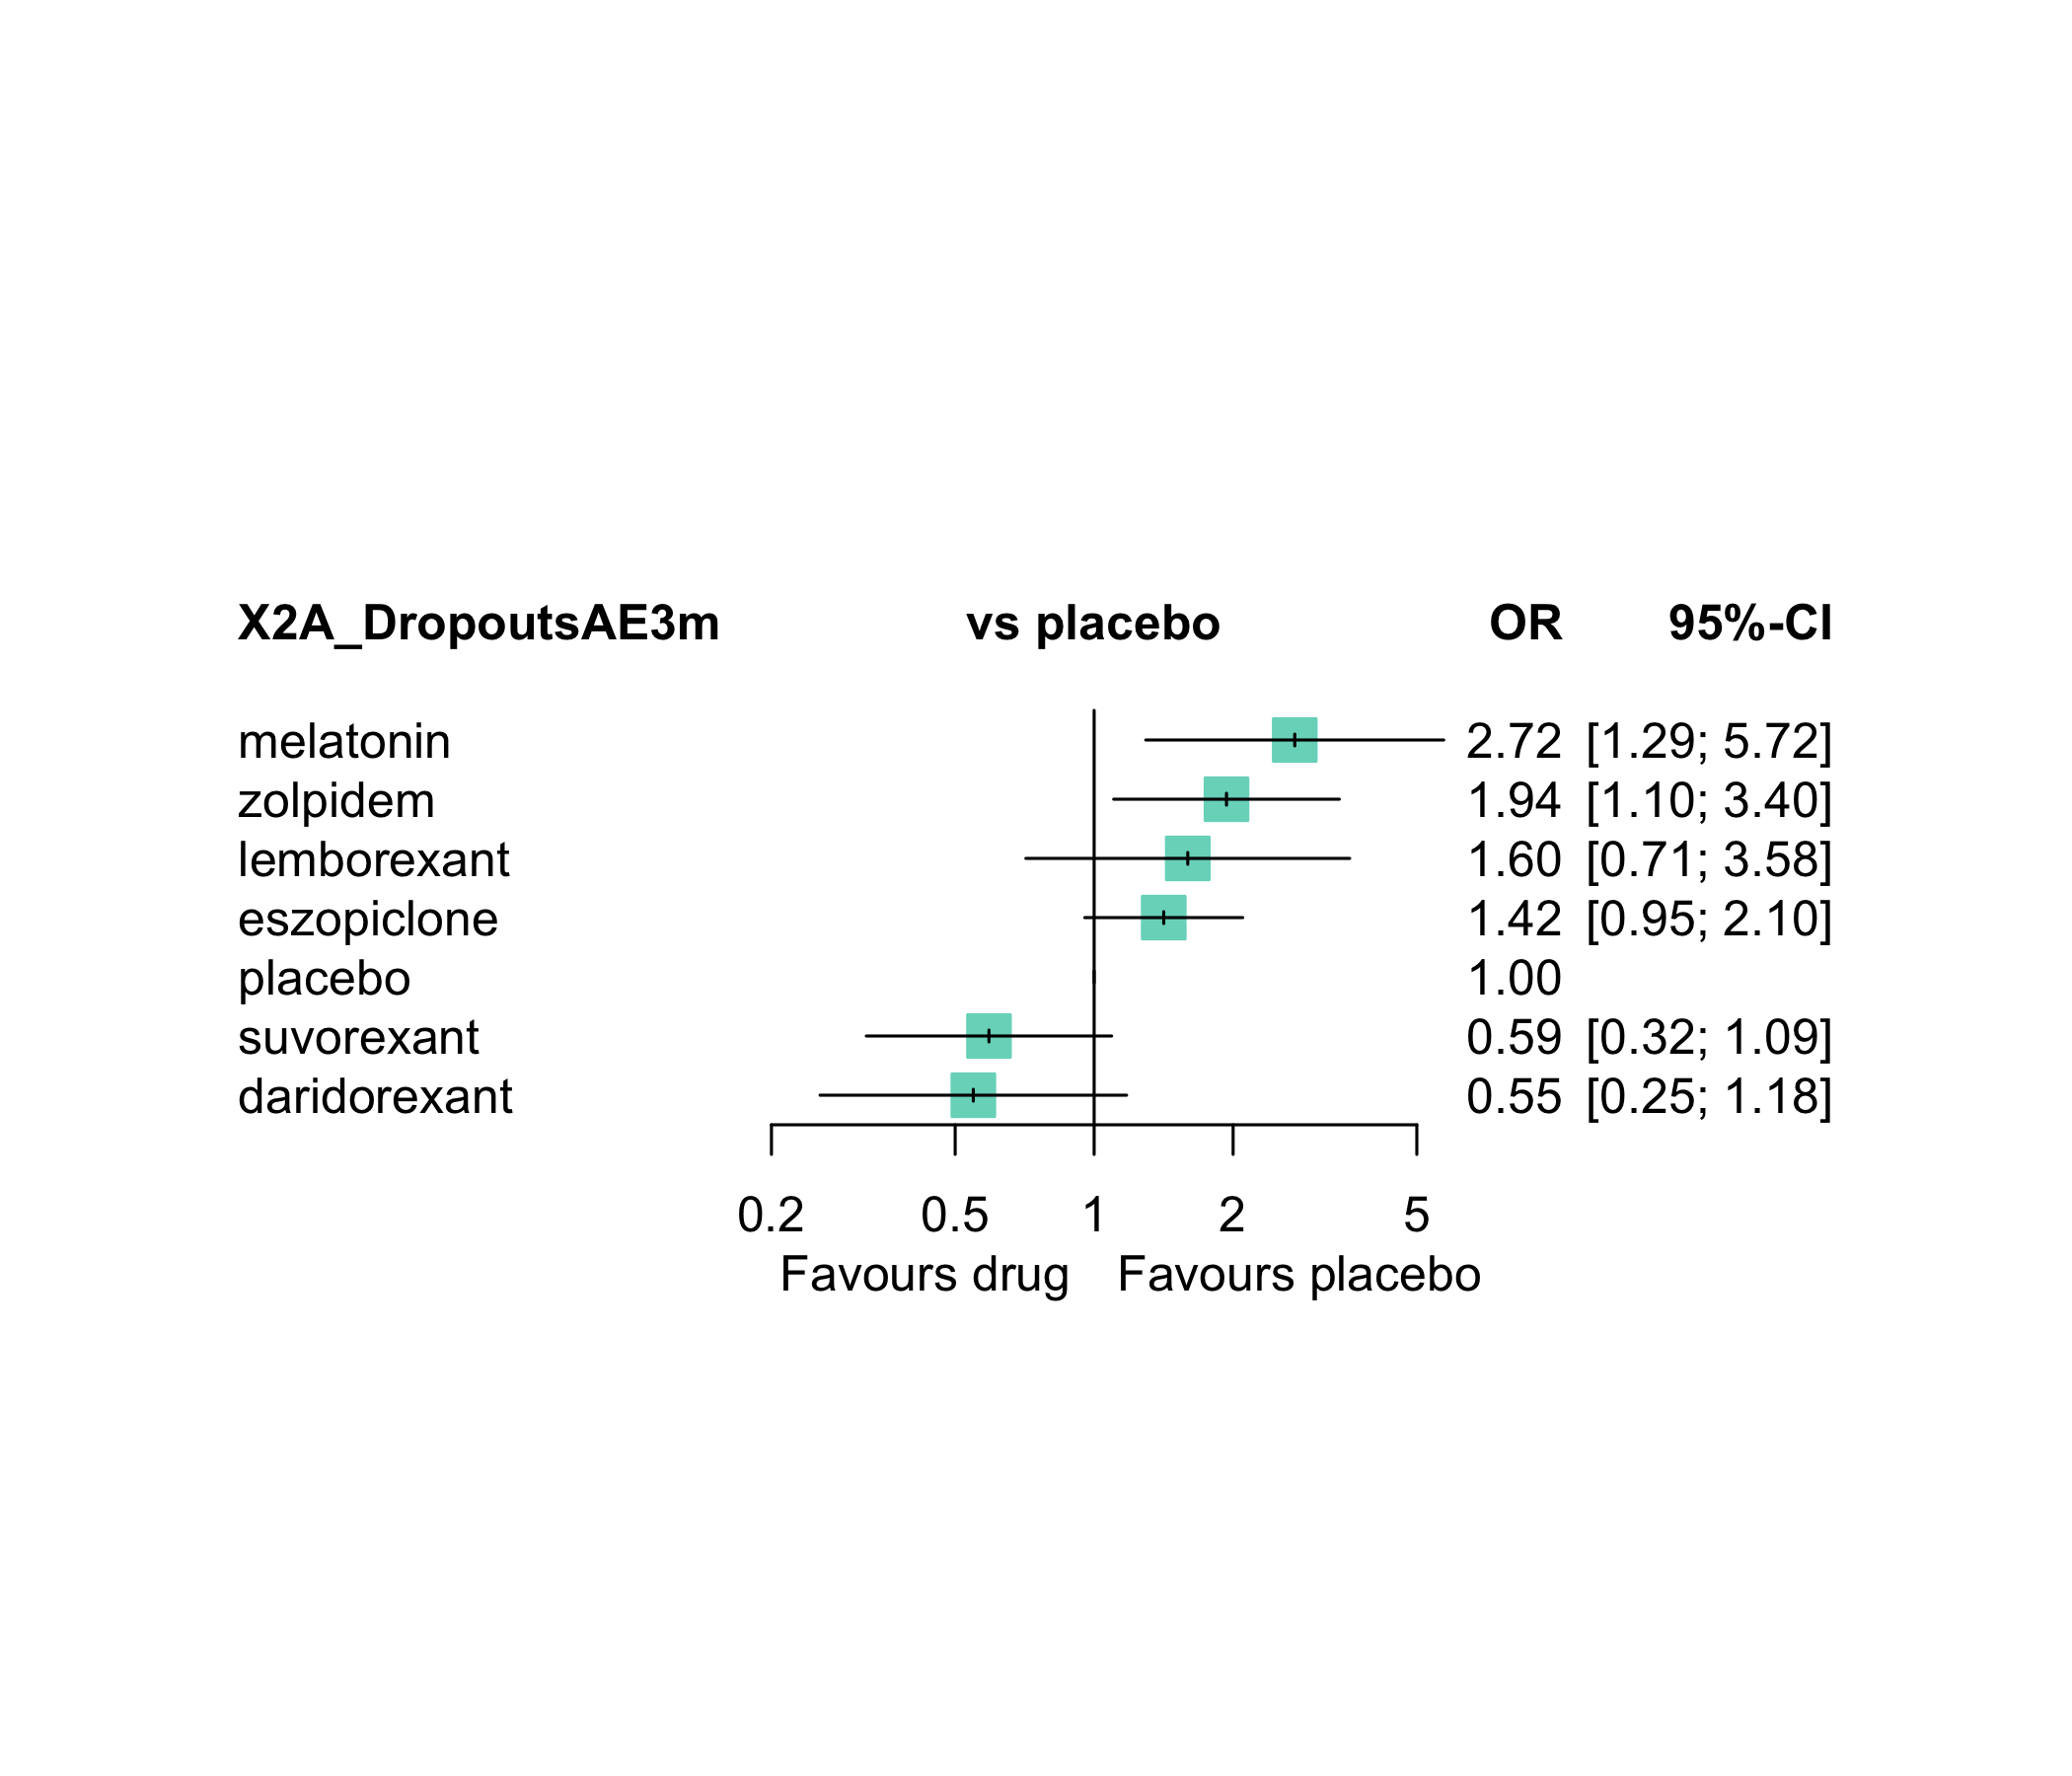 X2A_DropoutsAE3m vs placebo OR 95%-CI
melatonin 2.72 [1.29; 5.72]
zolpidem 1.94 [1.10; 3.40]
lemborexant 1.60 [0.71; 3.58]
eszopiclone 1.42 [0.95; 2.10]
placebo 1.00
suvorexant 0.59 [0.32; 1.09]
daridorexant 0.55 [0.25; 1.18]
0.2 0.5 1 2 5
Favours drug Favours placebo